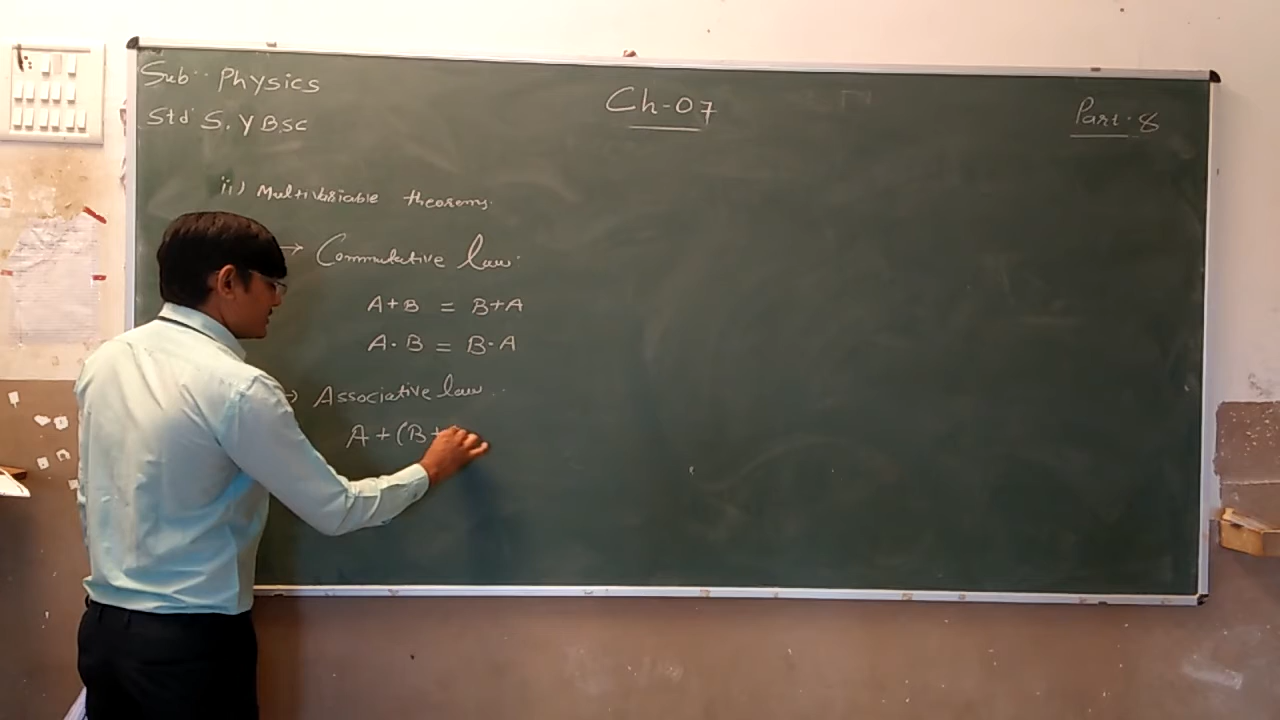 Sub: Physics
Std S.Y BSC
Ch-07
Part-8
ii) Multivariable theorems.
→ Commutative law.
A+B = B+A
A·B = B·A
→ Associative law.
A+(B+